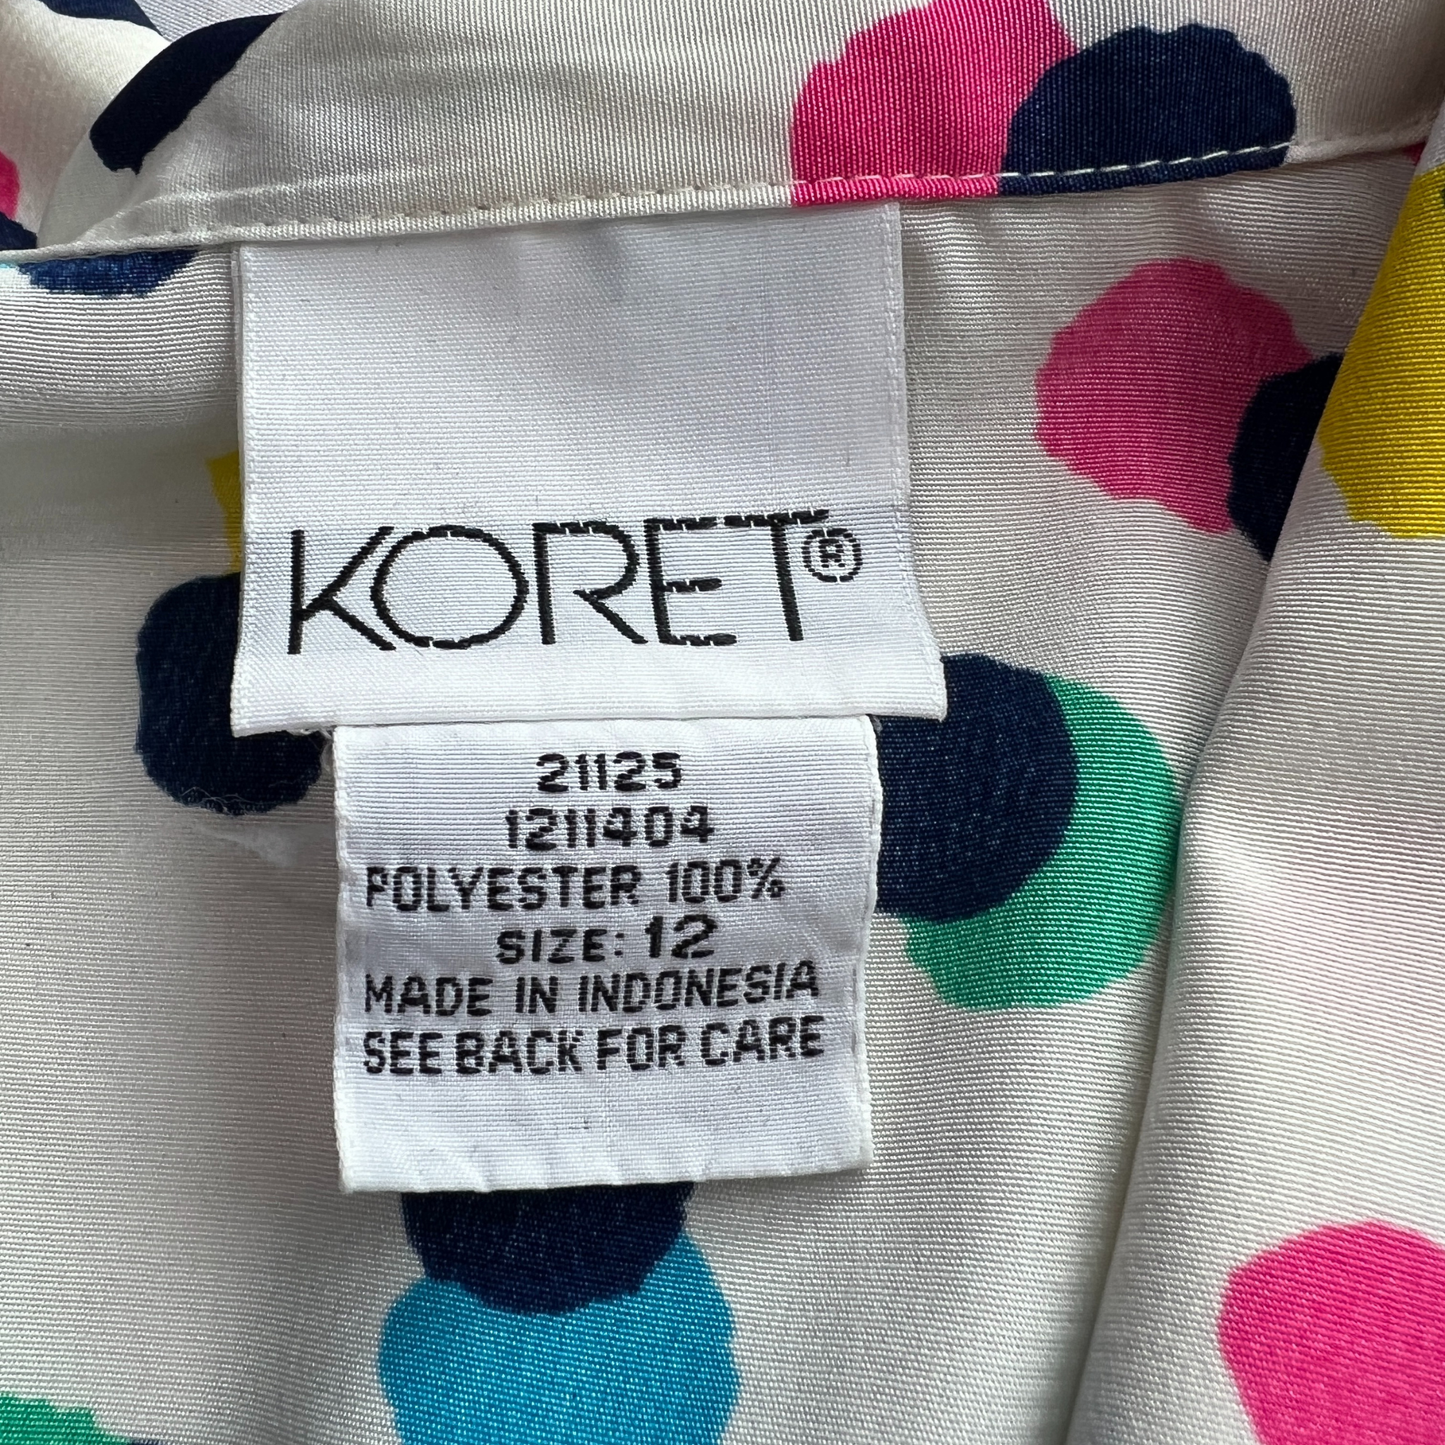 KORET®
21125
1211404
POLYESTER 100%
SIZE: 12
MADE IN INDONESIA
SEE BACK FOR CARE